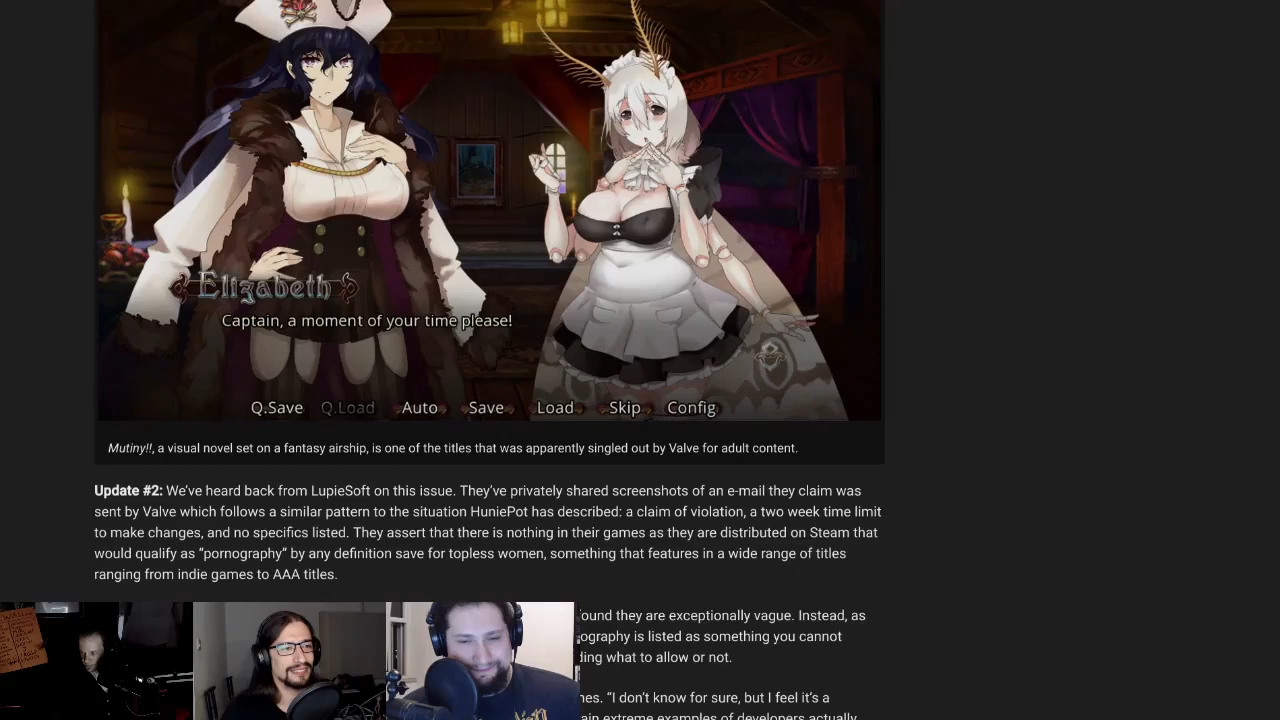 Elizabeth
Captain, a moment of your time please!
Q.Save Q.Load Auto Save Load Skip Config
Mutiny!!, a visual novel set on a fantasy airship, is one of the titles that was apparently singled out by Valve for adult content.
Update #2: We’ve heard back from LupieSoft on this issue. They’ve privately shared screenshots of an e-mail they claim was
sent by Valve which follows a similar pattern to the situation HuniePot has described: a claim of violation, a two week time limit
to make changes, and no specifics listed. They assert that there is nothing in their games as they are distributed on Steam that
would qualify as “pornography” by any definition save for topless women, something that features in a wide range of titles
ranging from indie games to AAA titles.
found they are exceptionally vague. Instead, as
ography is listed as something you cannot
ding what to allow or not.
nes. “I don’t know for sure, but I feel it’s a
ain extreme examples of developers actually